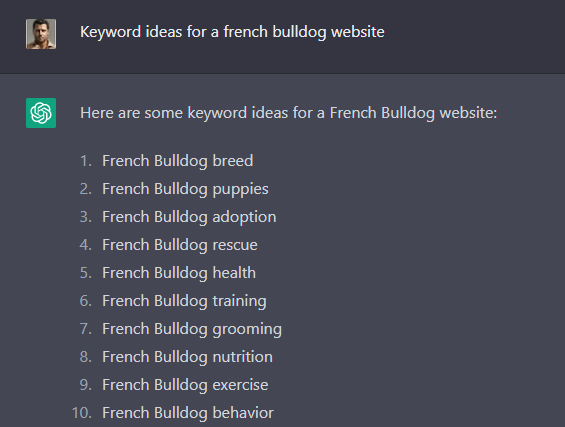 Keyword ideas for a french bulldog website
Here are some keyword ideas for a French Bulldog website:
1. French Bulldog breed
2. French Bulldog puppies
3. French Bulldog adoption
4. French Bulldog rescue
5. French Bulldog health
6. French Bulldog training
7. French Bulldog grooming
8. French Bulldog nutrition
9. French Bulldog exercise
10. French Bulldog behavior